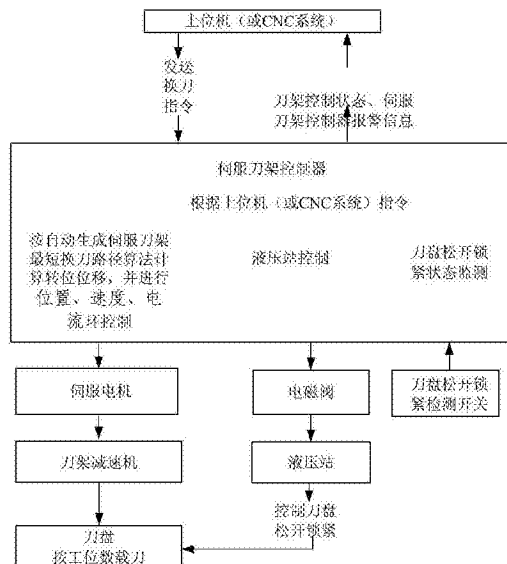 上位机（或CNC系统）
发送
换刀
指令
刀架控制状态、伺服
刀架控制器报警信息
伺服刀架控制器
根据上位机（或CNC系统）指令
按自动生成伺服刀架
最短换刀路径算法计
算转位位移，并进行
位置、速度、电
流环控制
液压站控制
刀盘松开锁
紧状态监测
伺服电机
电磁阀
刀盘松开锁
紧检测开关
刀架减速机
液压站
控制刀盘
松开锁紧
刀盘
按工位数载刀